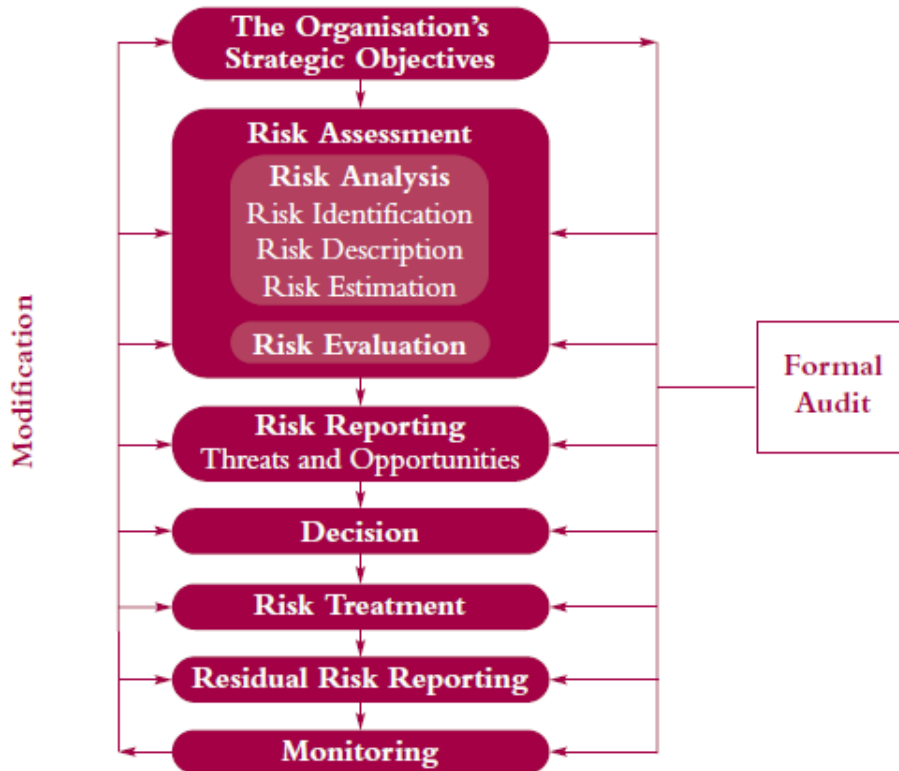 The Organisation's
Strategic Objectives
Risk Assessment
Risk Analysis
Risk Identification
Risk Description
Risk Estimation
Risk Evaluation
Risk Reporting
Threats and Opportunities
Decision
Risk Treatment
Residual Risk Reporting
Monitoring
Modification
Formal
Audit